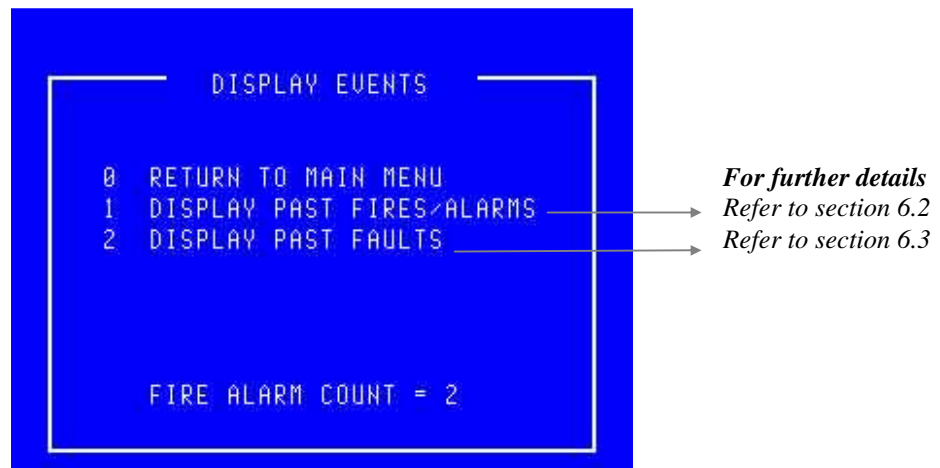 DISPLAY EVENTS
0 RETURN TO MAIN MENU
1 DISPLAY PAST FIRES/ALARMS
2 DISPLAY PAST FAULTS
FIRE ALARM COUNT = 2
For further details
Refer to section 6.2
Refer to section 6.3